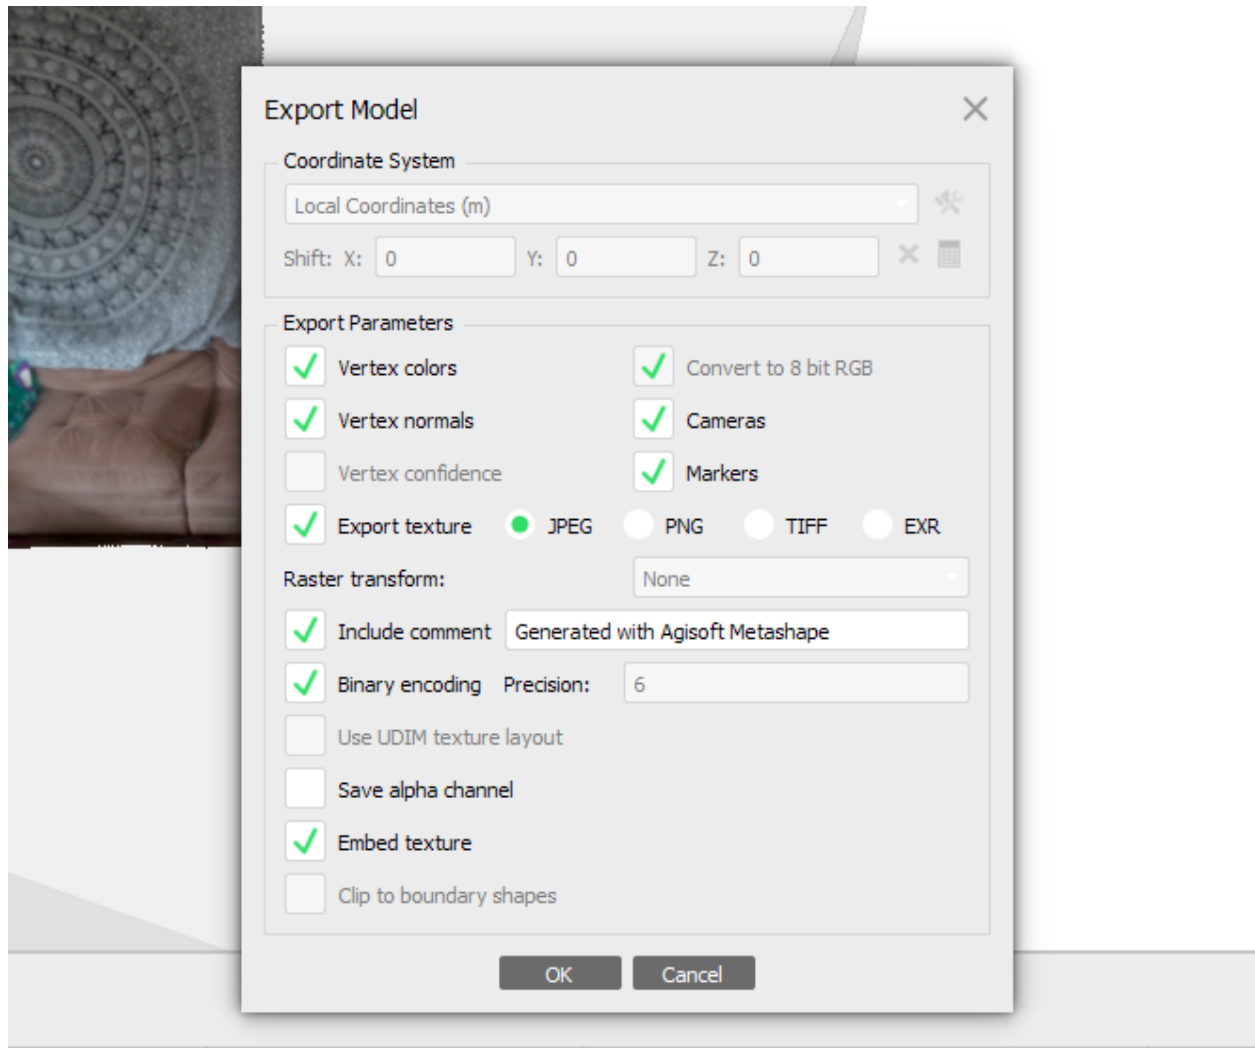 Export Model
Coordinate System
Local Coordinates (m)
Shift: X: 0 Y: 0 Z: 0
Export Parameters
Vertex colors Convert to 8 bit RGB
Vertex normals Cameras
Vertex confidence Markers
Export texture JPEG PNG TIFF EXR
Raster transform: None
Include comment Generated with Agisoft Metashape
Binary encoding Precision: 6
Use UDIM texture layout
Save alpha channel
Embed texture
Clip to boundary shapes
OK Cancel